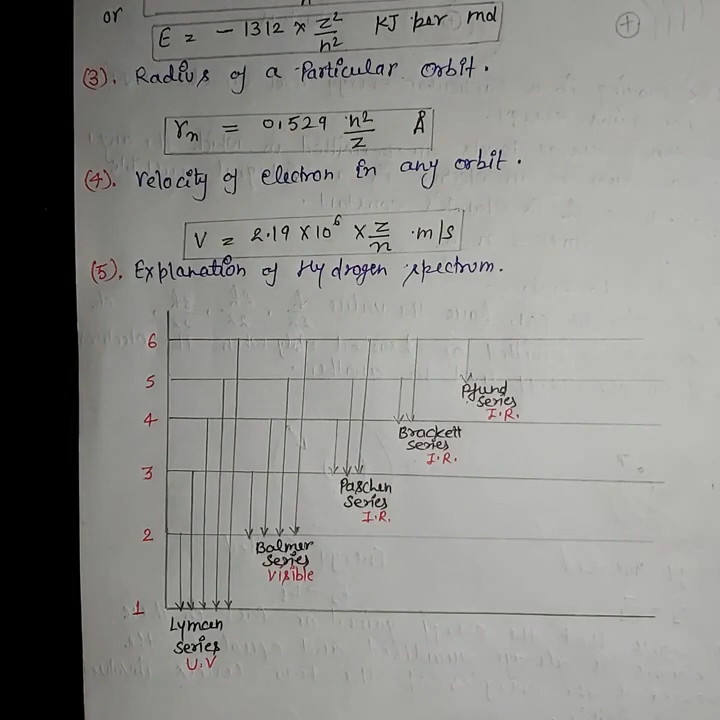 or
E = - 1312 × z²/n² KJ per mol
(3). Radius of a Particular orbit.
rn = 0.529 n²/z Å
(4). Velocity of electron in any orbit.
V = 2.19 × 10⁶ × z/n m/s
(5). Explanation of Hydrogen spectrum.
6
5
Pfund
series
I.R.
4
Brackett
series
I.R.
3
Paschen
Series
I.R.
2
Balmer
Series
Visible
1
Lyman
Series
U.V